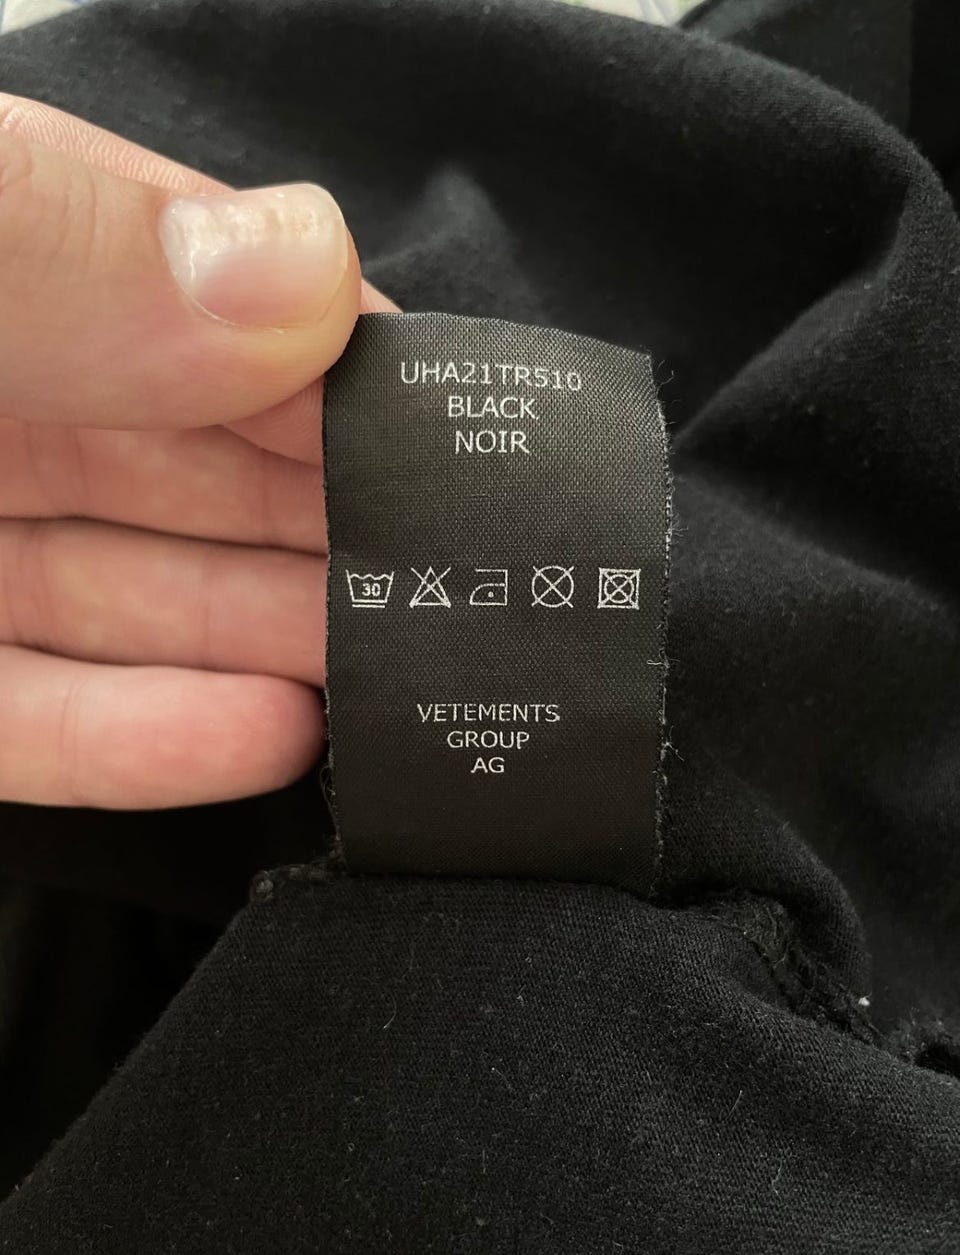 UHA21TR510
BLACK
NOIR
30
VETEMENTS
GROUP
AG